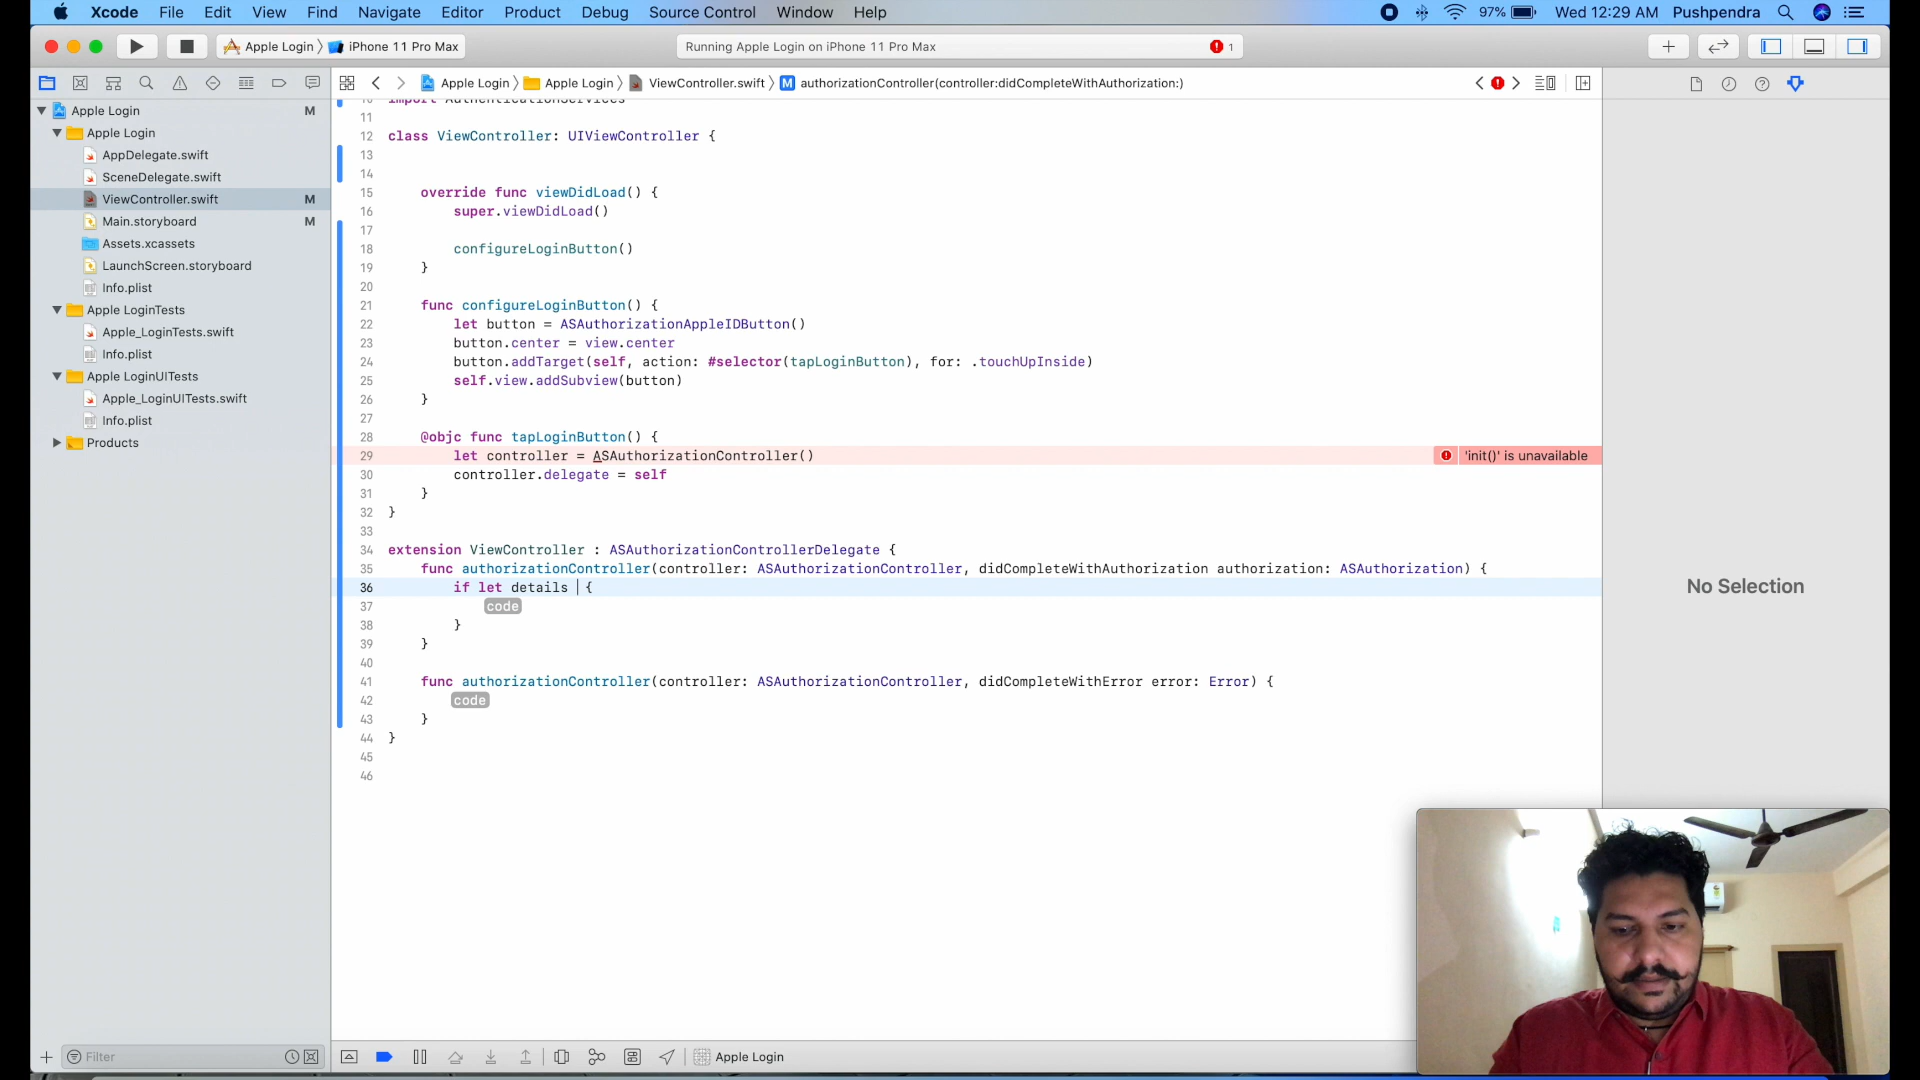 Xcode File Edit View Find Navigate Editor Product Debug Source Control Window Help 97% Wed 12:29 AM Pushpendra
Apple Login iPhone 11 Pro Max Running Apple Login on iPhone 11 Pro Max 1
Apple Login Apple Login ViewController.swift M authorizationController(controller:didCompleteWithAuthorization:)
Apple Login M
Apple Login
AppDelegate.swift
SceneDelegate.swift
ViewController.swift M
Main.storyboard M
Assets.xcassets
LaunchScreen.storyboard
Info.plist
Apple LoginTests
Apple_LoginTests.swift
Info.plist
Apple LoginUITests
Apple_LoginUITests.swift
Info.plist
Products
10 import AuthenticationServices
11
12 class ViewController: UIViewController {
13
14
15 override func viewDidLoad() {
16 super.viewDidLoad()
17
18 configureLoginButton()
19 }
20
21 func configureLoginButton() {
22 let button = ASAuthorizationAppleIDButton()
23 button.center = view.center
24 button.addTarget(self, action: #selector(tapLoginButton), for: .touchUpInside)
25 self.view.addSubview(button)
26 }
27
28 @objc func tapLoginButton() {
29 let controller = ASAuthorizationController() 'init()' is unavailable
30 controller.delegate = self
31 }
32 }
33
34 extension ViewController : ASAuthorizationControllerDelegate {
35 func authorizationController(controller: ASAuthorizationController, didCompleteWithAuthorization authorization: ASAuthorization) {
36 if let details {
37 code
38 }
39 }
40
41 func authorizationController(controller: ASAuthorizationController, didCompleteWithError error: Error) {
42 code
43 }
44 }
45
46
No Selection
Filter
Apple Login